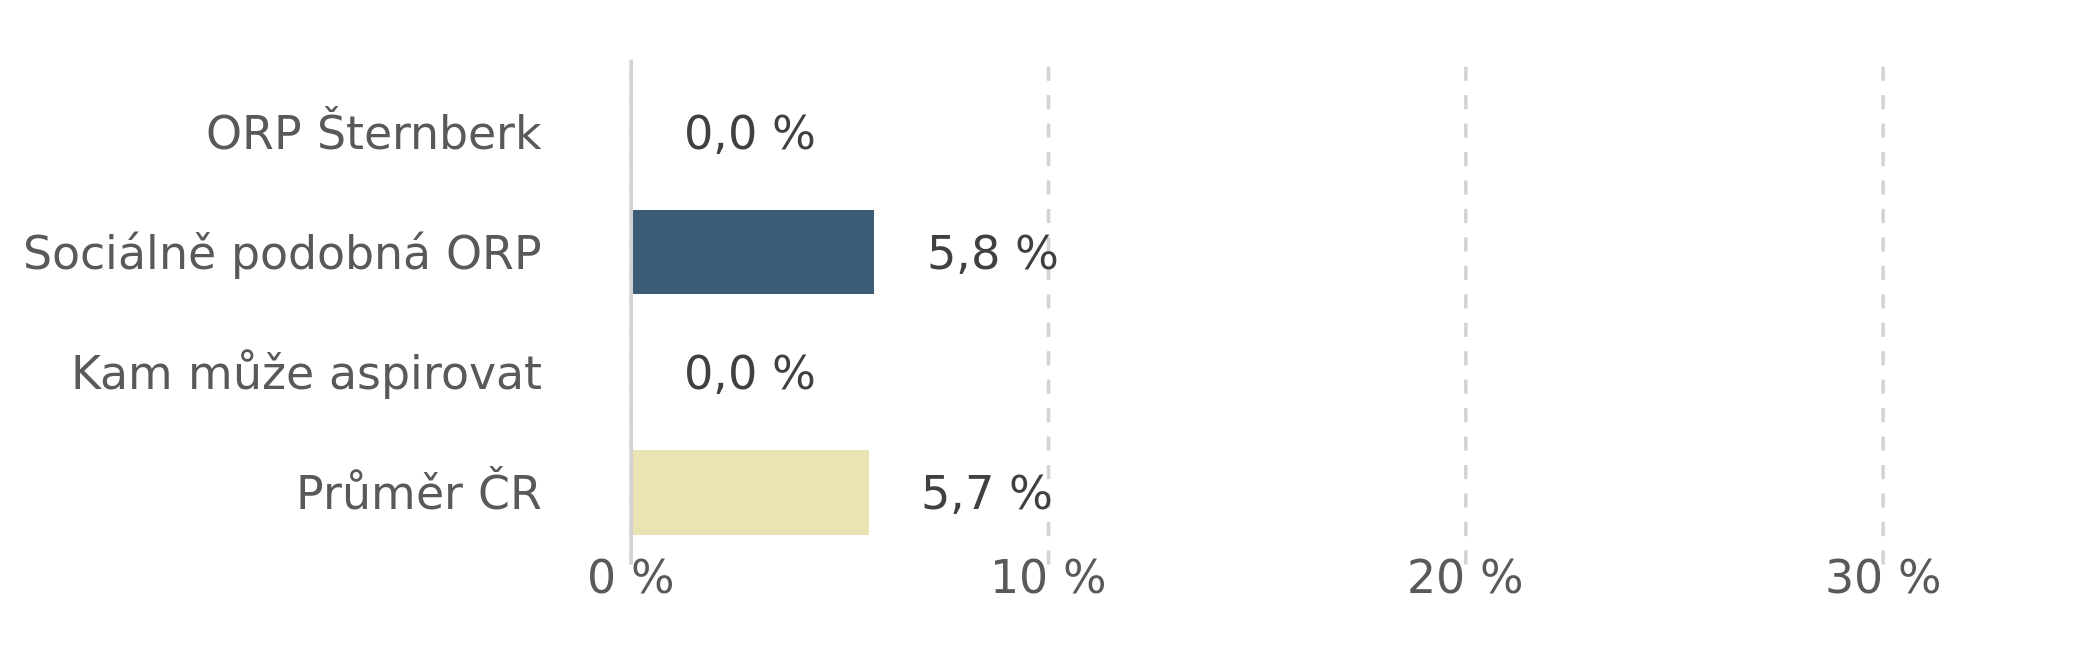 ORP Šternberk 0,0 %
Sociálně podobná ORP 5,8 %
Kam může aspirovat 0,0 %
Průměr ČR 5,7 %
0 % 10 % 20 % 30 %